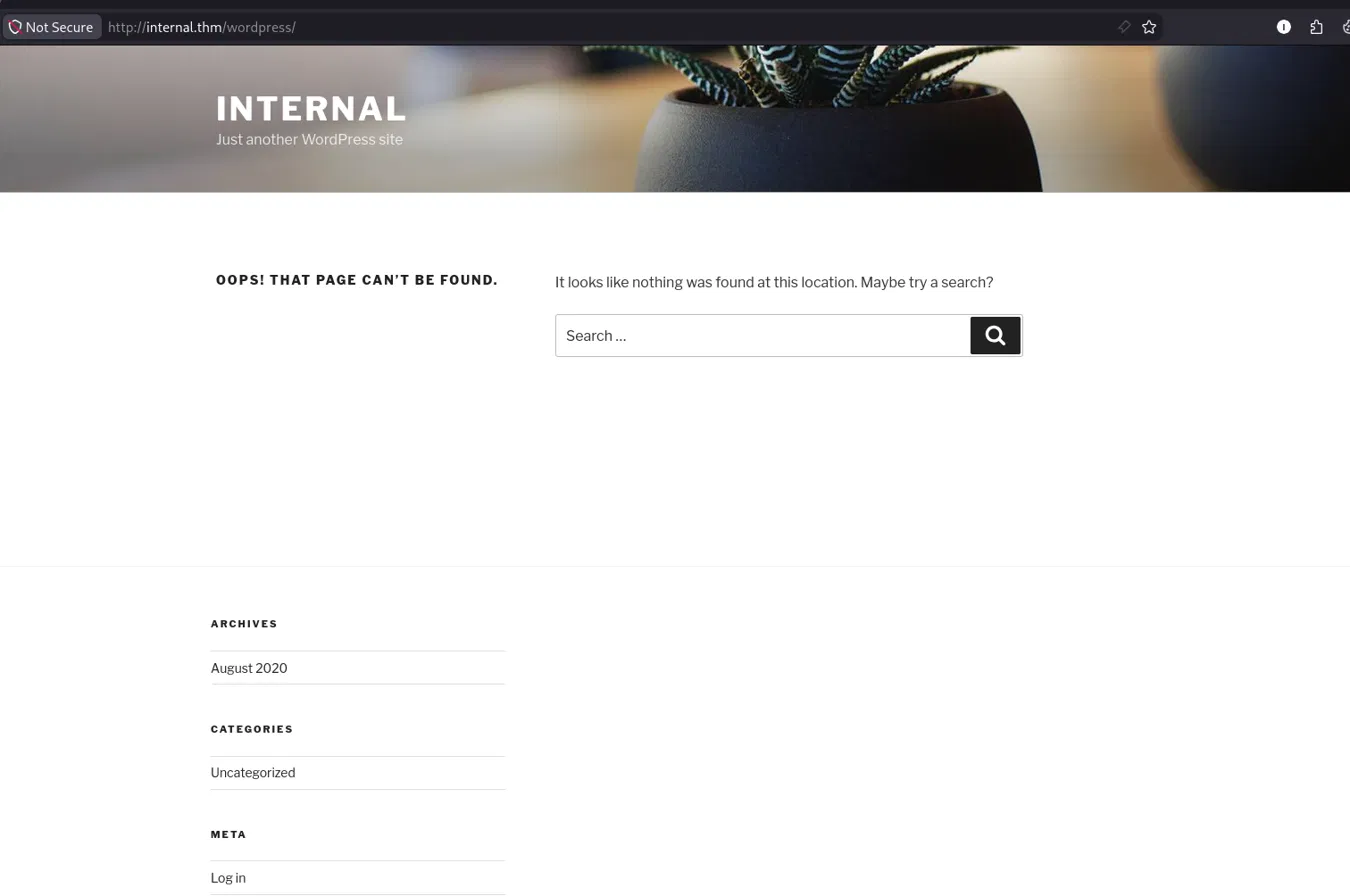 Not Secure http://internal.thm/wordpress/
INTERNAL
Just another WordPress site
OOPS! THAT PAGE CAN’T BE FOUND.
It looks like nothing was found at this location. Maybe try a search?
Search …
ARCHIVES
August 2020
CATEGORIES
Uncategorized
META
Log in